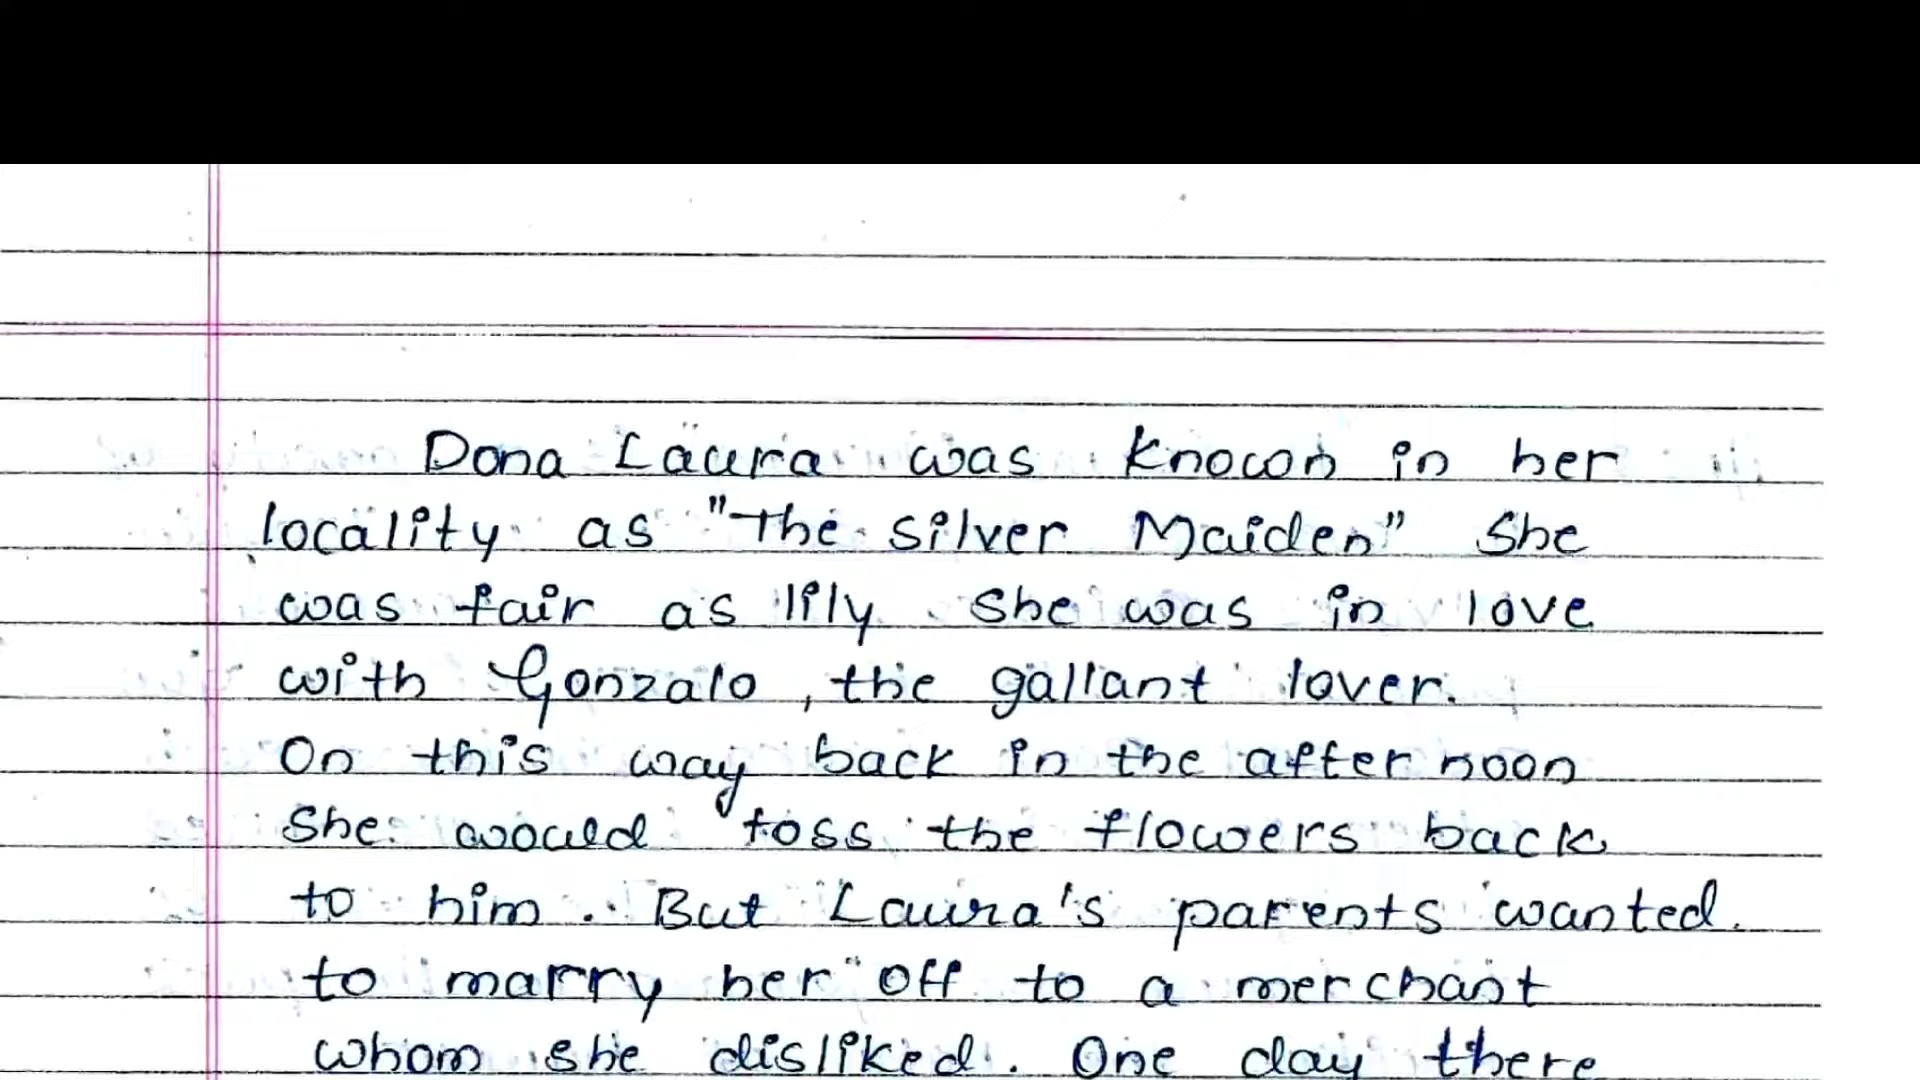 Dona Laura was known in her
locality as "The silver Maiden" She
was fair as lily. She was in love
with Gonzalo, the gallant lover.
On this way back in the after noon
She would toss the flowers back
to him. But Laura's parents wanted
to marry her off to a merchant
whom she disliked. One day there